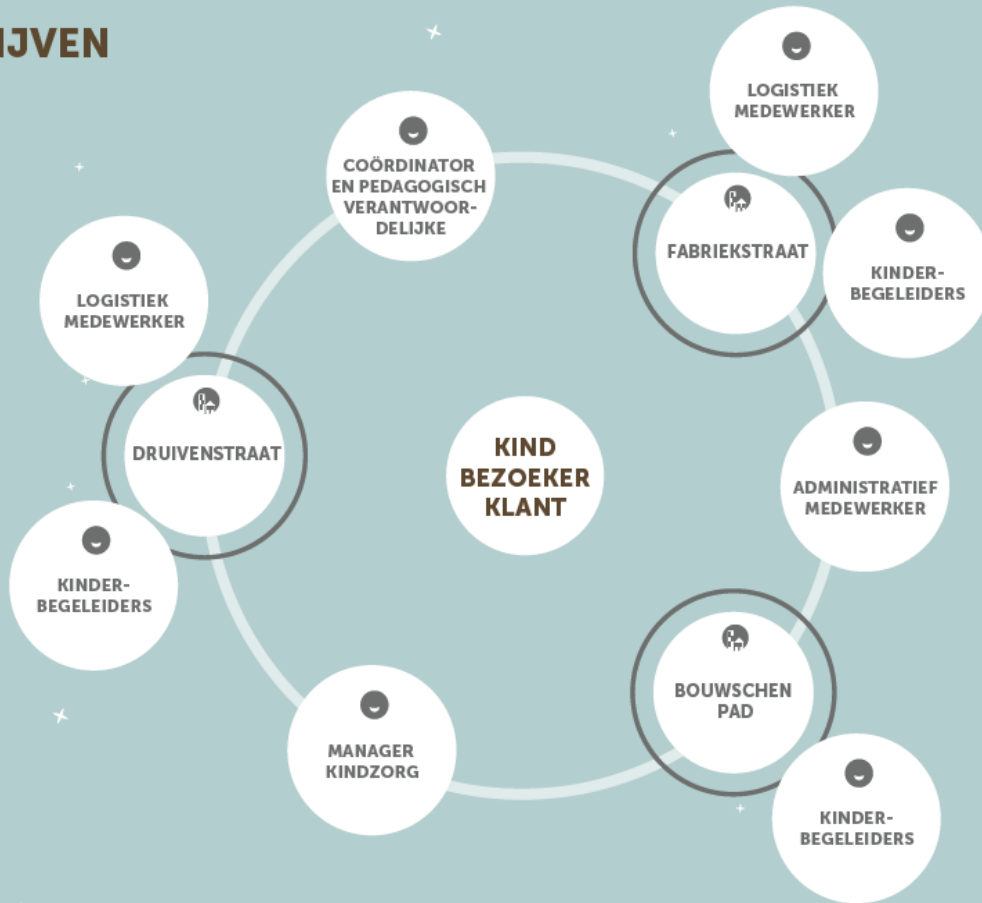 IJVEN
LOGISTIEK
MEDEWERKER
COÖRDINATOR
EN PEDAGOGISCH
VERANTWOOR-
DELIJKE
FABRIEKSTRAAT
KINDER-
BEGELEIDERS
LOGISTIEK
MEDEWERKER
DRUIVENSTRAAT
KIND
BEZOEKER
KLANT
ADMINISTRATIEF
MEDEWERKER
KINDER-
BEGELEIDERS
BOUWSCHEN
PAD
MANAGER
KINDZORG
KINDER-
BEGELEIDERS